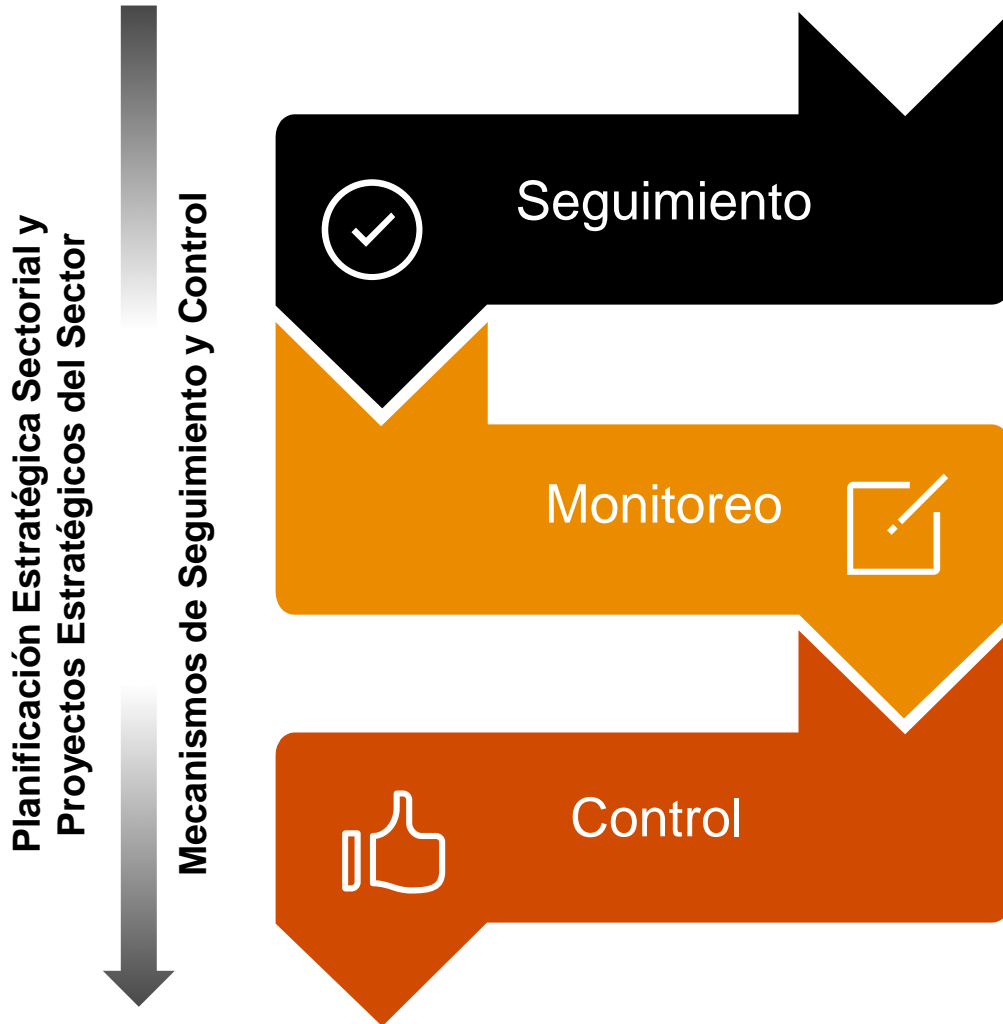 Planificación Estratégica Sectorial y
Proyectos Estratégicos del Sector
Mecanismos de Seguimiento y Control
Seguimiento
Monitoreo
Control